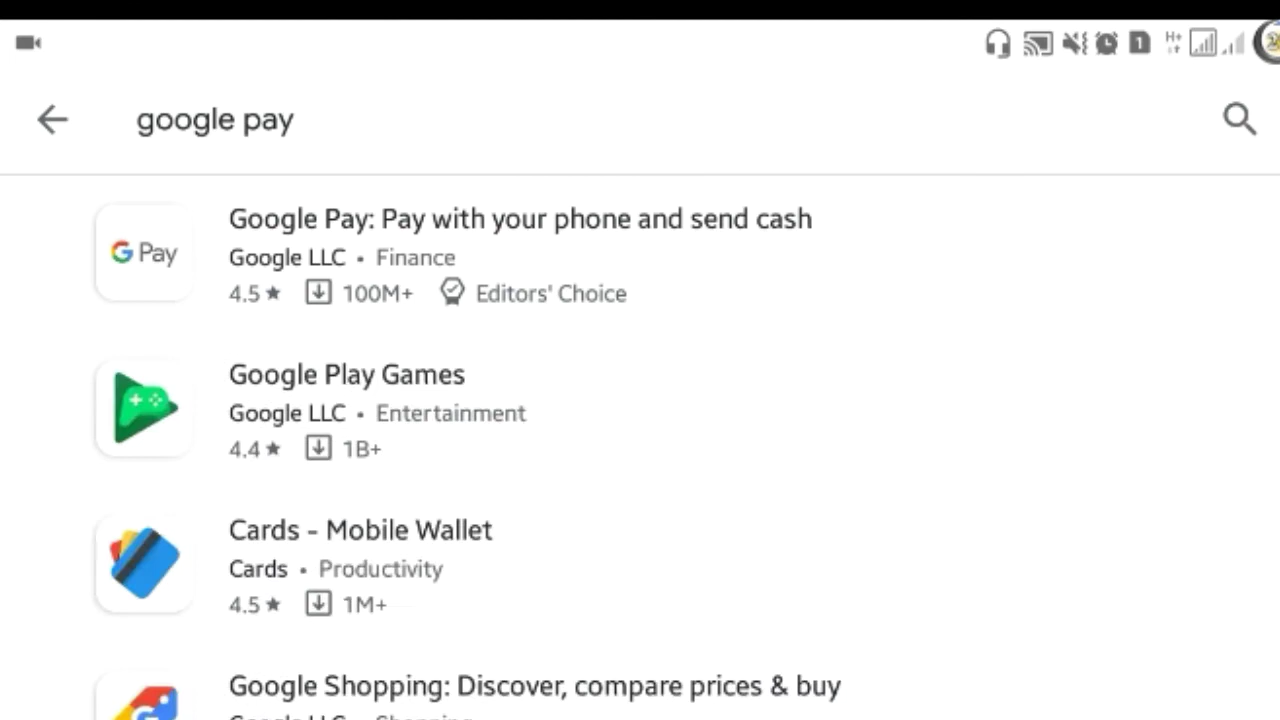 1 H+
google pay
G Pay
Google Pay: Pay with your phone and send cash
Google LLC • Finance
4.5 ★ 100M+ Editors' Choice
Google Play Games
Google LLC • Entertainment
4.4 ★ 1B+
Cards - Mobile Wallet
Cards • Productivity
4.5 ★ 1M+
Google Shopping: Discover, compare prices & buy
Google LLC • Shopping